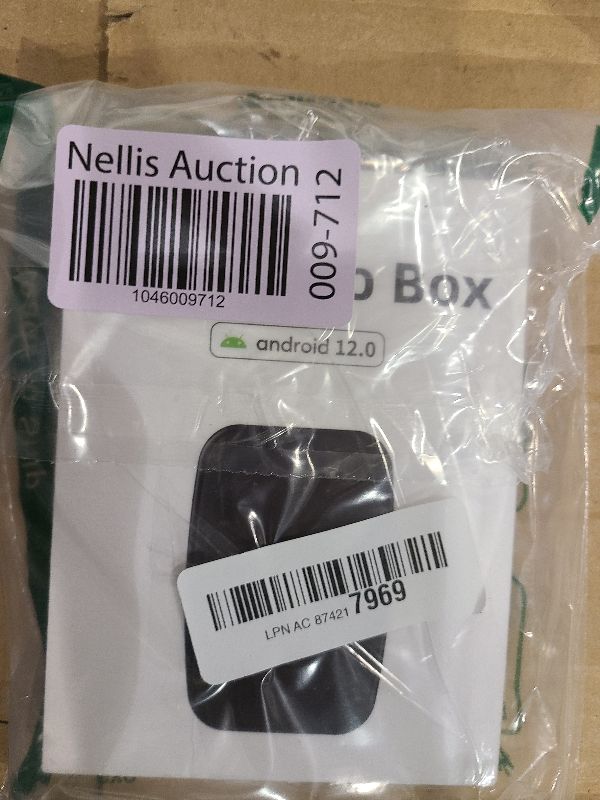 Nellis Auction
009-712
1046009712
Box
android 12.0
LPN AC 87421 7969